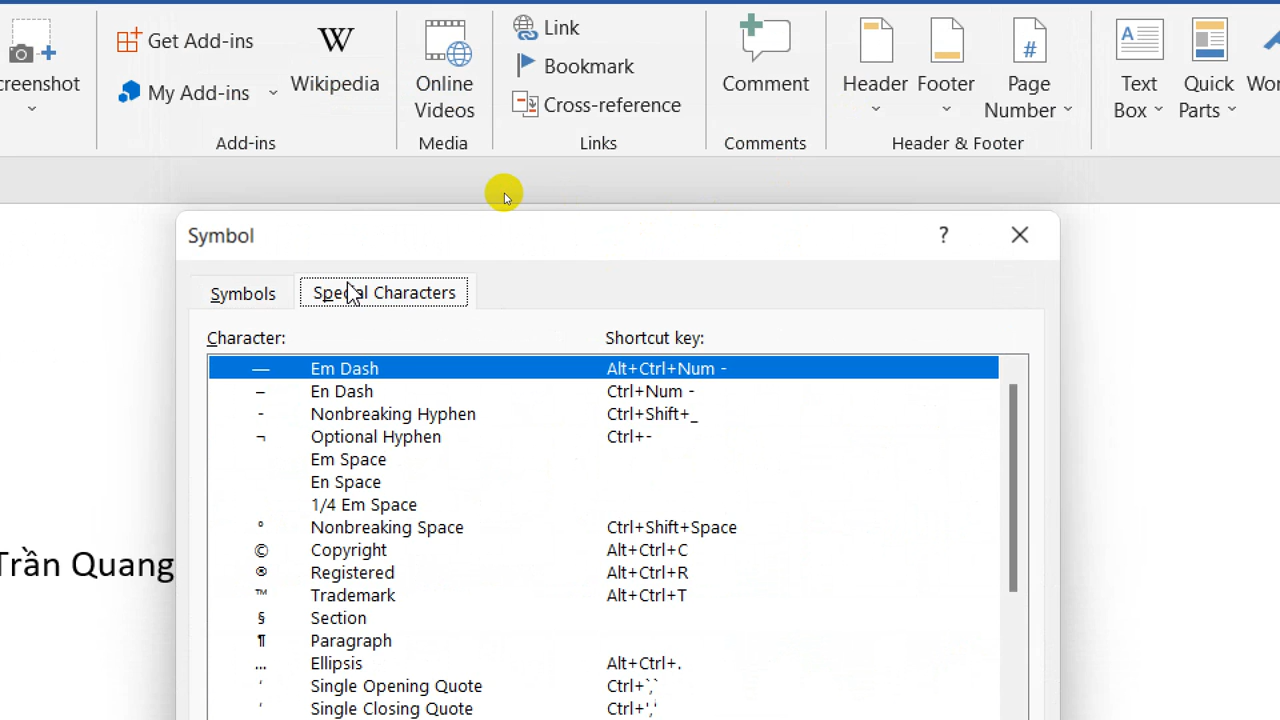 creenshot
Get Add-ins
My Add-ins
W
Wikipedia
Add-ins
Online
Videos
Media
Link
Bookmark
Cross-reference
Links
Comment
Comments
Header
Footer
#
Page
Number
Header & Footer
A
Text
Box
Quick
Parts
Wor
Symbol
?
Symbols
Special Characters
Character:
Shortcut key:
— Em Dash Alt+Ctrl+Num -
– En Dash Ctrl+Num -
- Nonbreaking Hyphen Ctrl+Shift+_
¬ Optional Hyphen Ctrl+-
Em Space
En Space
1/4 Em Space
° Nonbreaking Space Ctrl+Shift+Space
© Copyright Alt+Ctrl+C
® Registered Alt+Ctrl+R
™ Trademark Alt+Ctrl+T
§ Section
¶ Paragraph
… Ellipsis Alt+Ctrl+.
‘ Single Opening Quote Ctrl+`,`
‘ Single Closing Quote Ctrl+','
Trần Quang